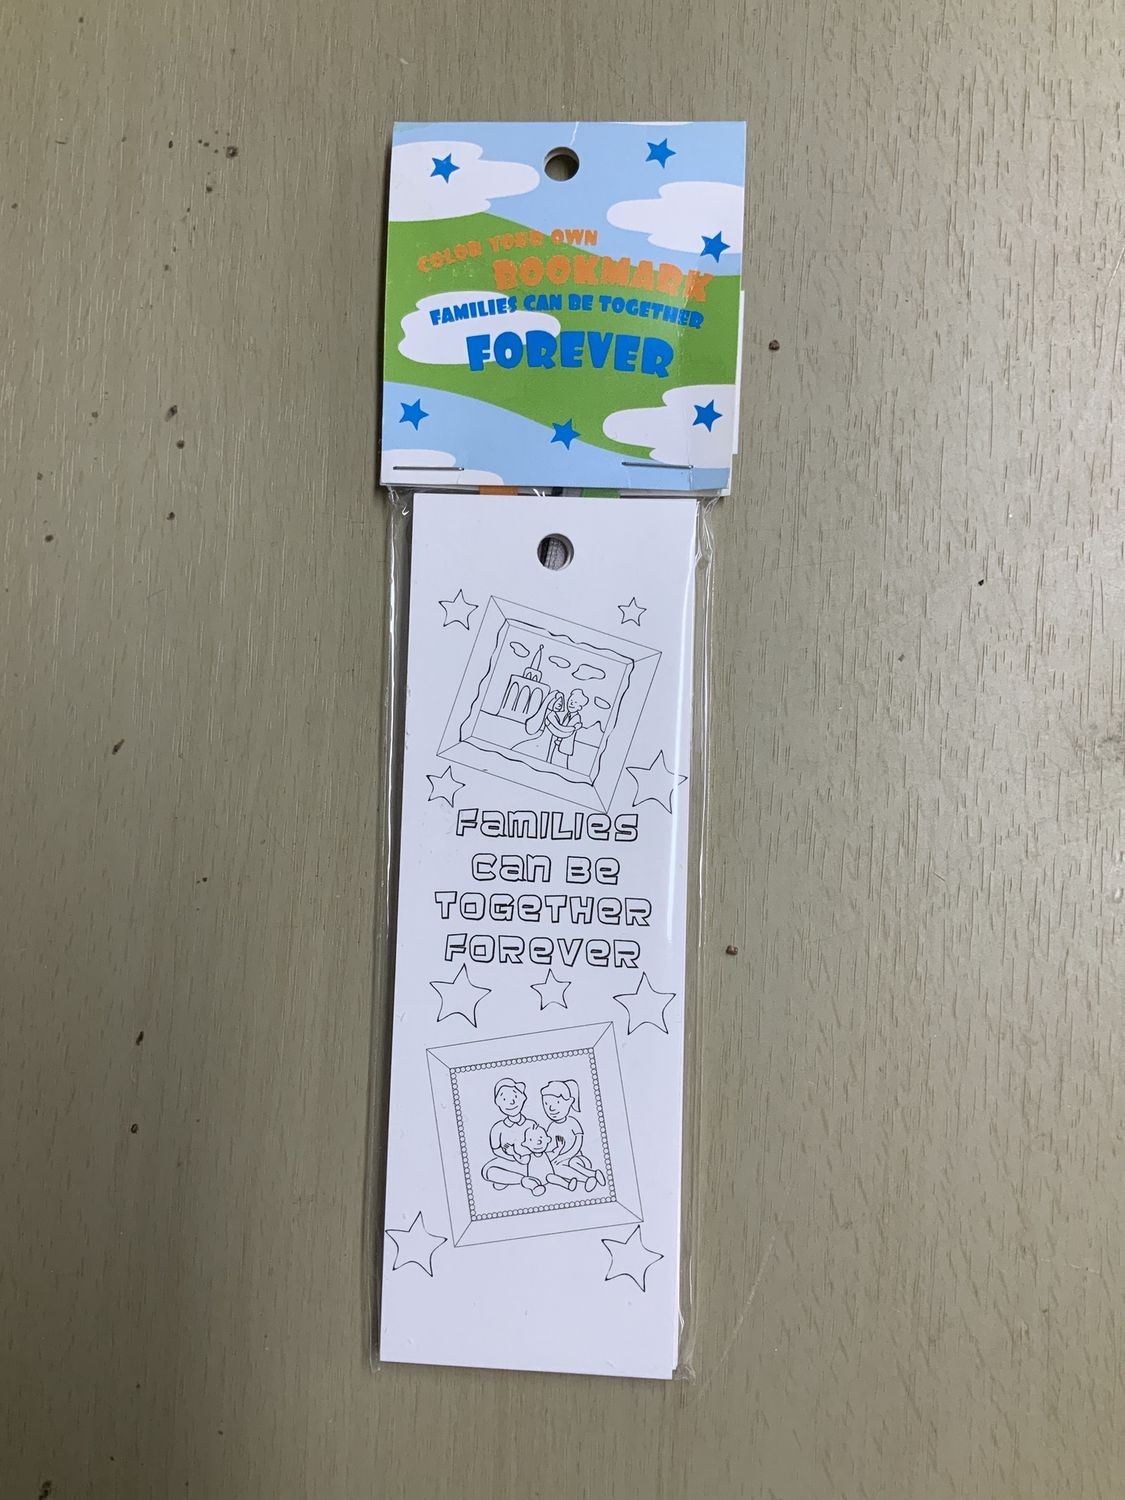 COLOR YOUR OWN
BOOKMARK
FAMILIES CAN BE TOGETHER
FOREVER
FAMILIES
CAN BE
TOGETHER
FOREVER